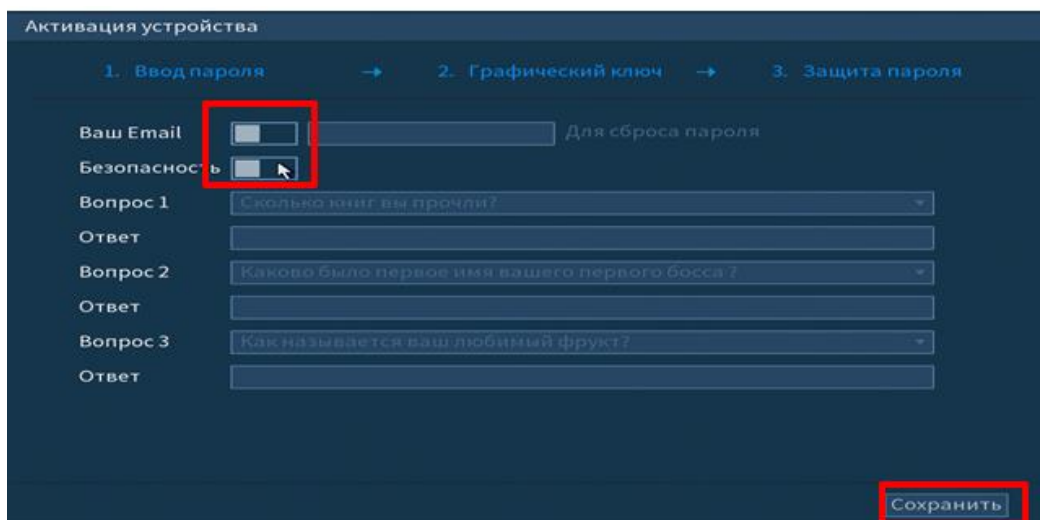 Активация устройства
1. Ввод пароля → 2. Графический ключ → 3. Защита пароля
Ваш Email Для сброса пароля
Безопасность
Вопрос 1 Сколько книг вы прочли?
Ответ
Вопрос 2 Каково было первое имя вашего первого босса ?
Ответ
Вопрос 3 Как называется ваш любимый фрукт?
Ответ
Сохранить